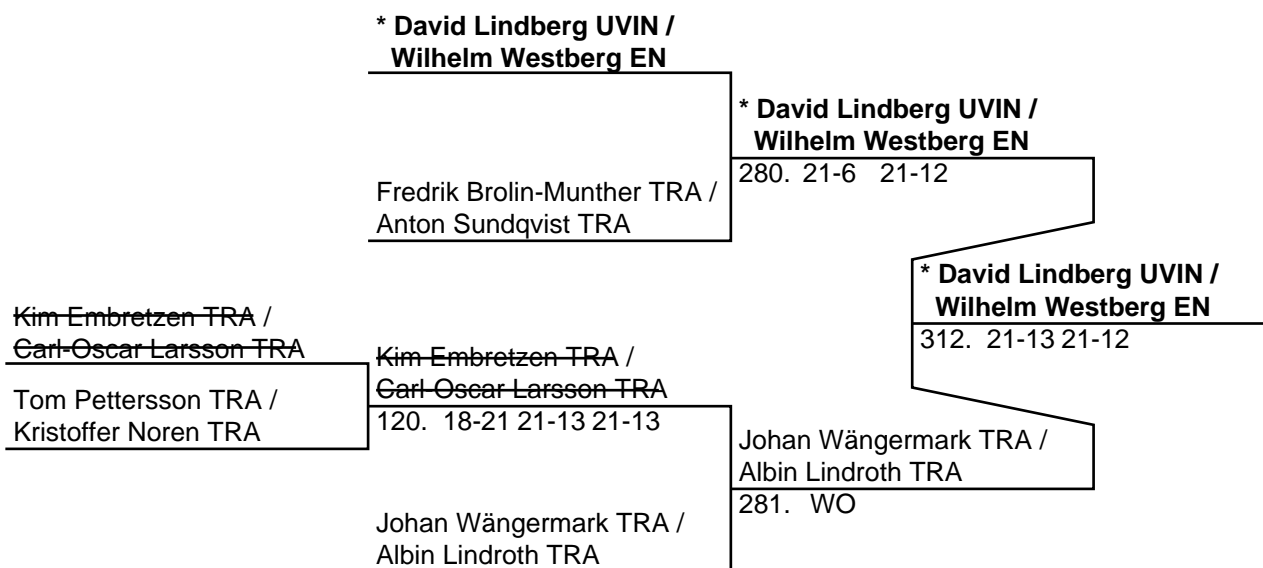 * David Lindberg UVIN /
Wilhelm Westberg EN
* David Lindberg UVIN /
Wilhelm Westberg EN
280. 21-6 21-12
Fredrik Brolin-Munther TRA /
Anton Sundqvist TRA
* David Lindberg UVIN /
Wilhelm Westberg EN
312. 21-13 21-12
Kim Embretzen TRA /
Carl-Oscar Larsson TRA
Kim Embretzen TRA /
Carl-Oscar Larsson TRA
120. 18-21 21-13 21-13
Tom Pettersson TRA /
Kristoffer Noren TRA
Johan Wängermark TRA /
Albin Lindroth TRA
281. WO
Johan Wängermark TRA /
Albin Lindroth TRA